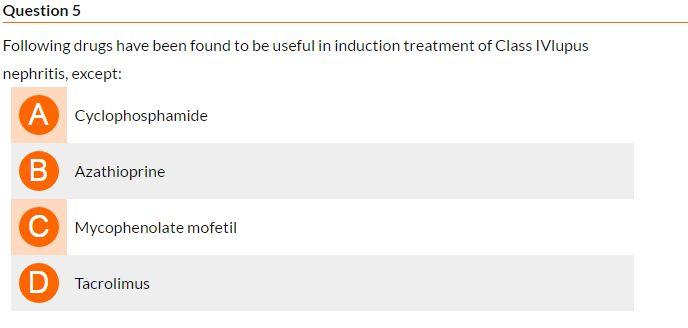 Question 5
Following drugs have been found to be useful in induction treatment of Class IVlupus
nephritis, except:
A Cyclophosphamide
B Azathioprine
C Mycophenolate mofetil
D Tacrolimus